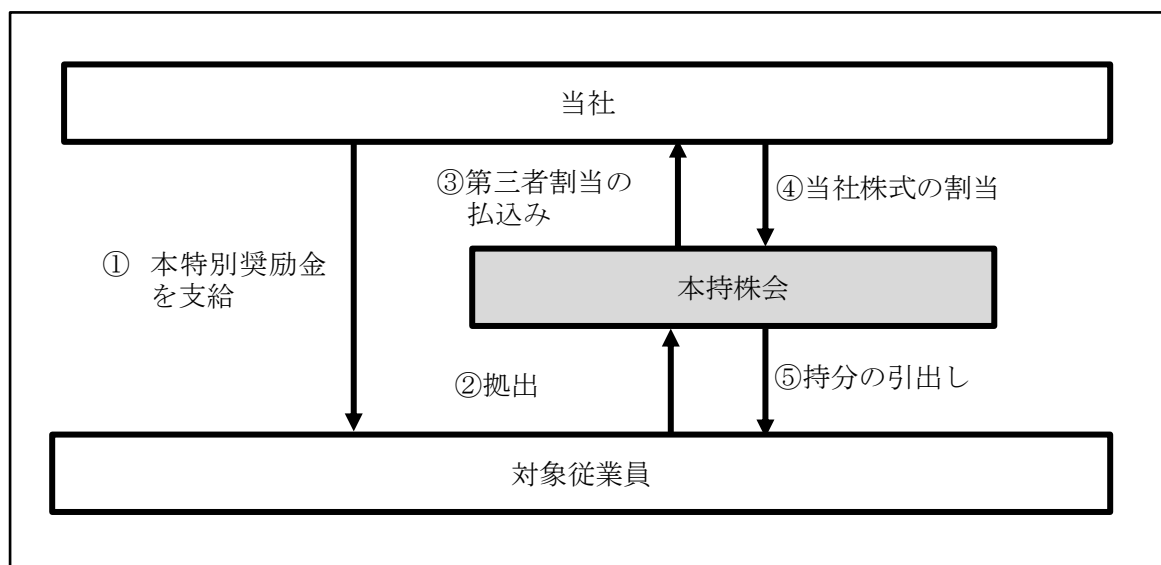 当社
③第三者割当の
払込み
④当社株式の割当
① 本特別奨励金
を支給
本持株会
②拠出
⑤持分の引出し
対象従業員